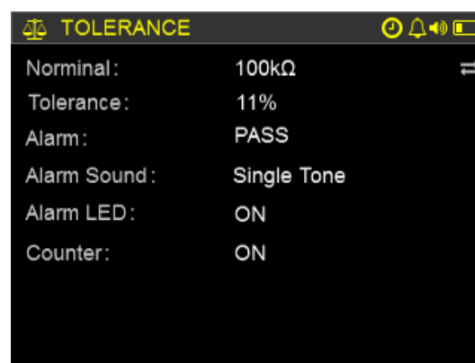 TOLERANCE
Norminal: 100kΩ
Tolerance: 11%
Alarm: PASS
Alarm Sound: Single Tone
Alarm LED: ON
Counter: ON